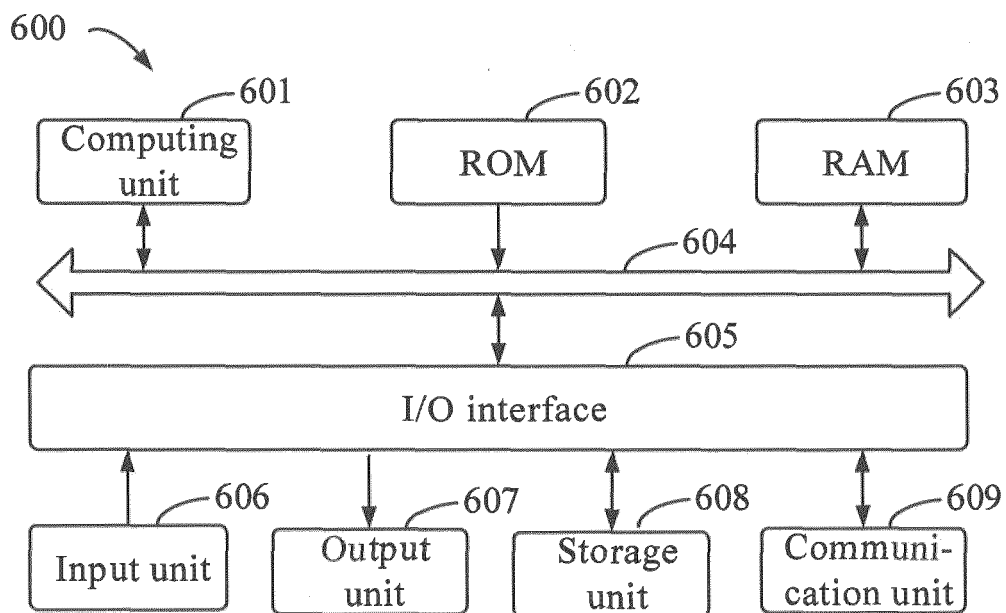 600
601
602
603
Computing
unit
ROM
RAM
604
605
I/O interface
606
607
608
609
Input unit
Output
unit
Storage
unit
Communi-
cation unit